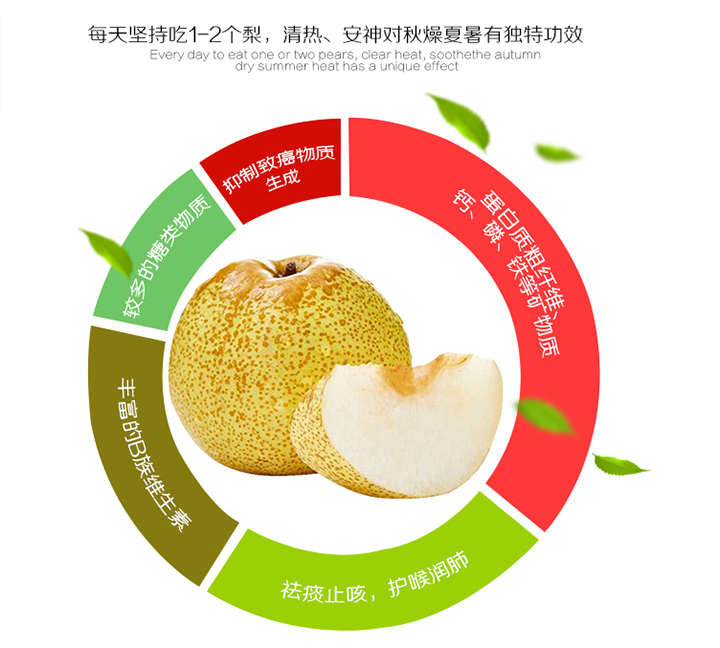 每天坚持吃1-2个梨，清热、安神对秋燥夏暑有独特功效
Every day to eat one or two pears, clear heat, soothethe autumn
dry summer heat has a unique effect
抑制致癌物质
生成
蛋白质粗纤维、
钙、磷、铁等矿物质
较多的糖类物质
丰富的B族维生素
祛痰止咳，护喉润肺